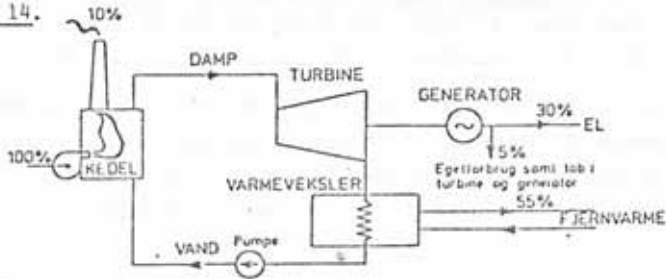 14.
10%
DAMP
TURBINE
GENERATOR
30%
EL
5%
Egetforbrug samt tab i
turbine og generator
100%
KEDEL
VARMEVEKSLER
55%
FJERNVARME
VAND
Pumpe